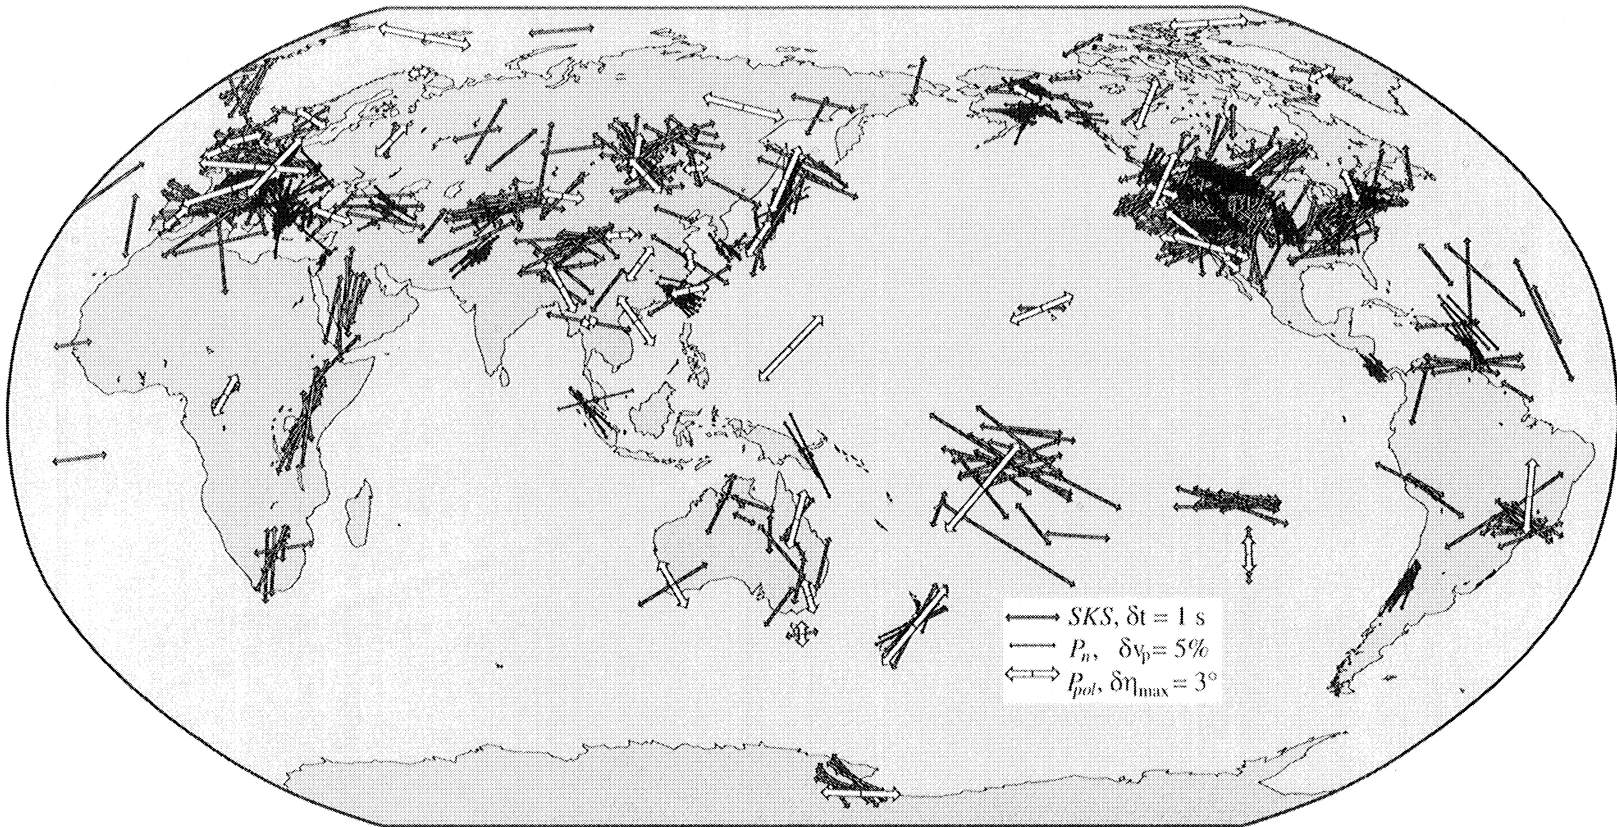 SKS, δt = 1 s
Pn, δvp = 5%
Ppol, δηmax = 3°